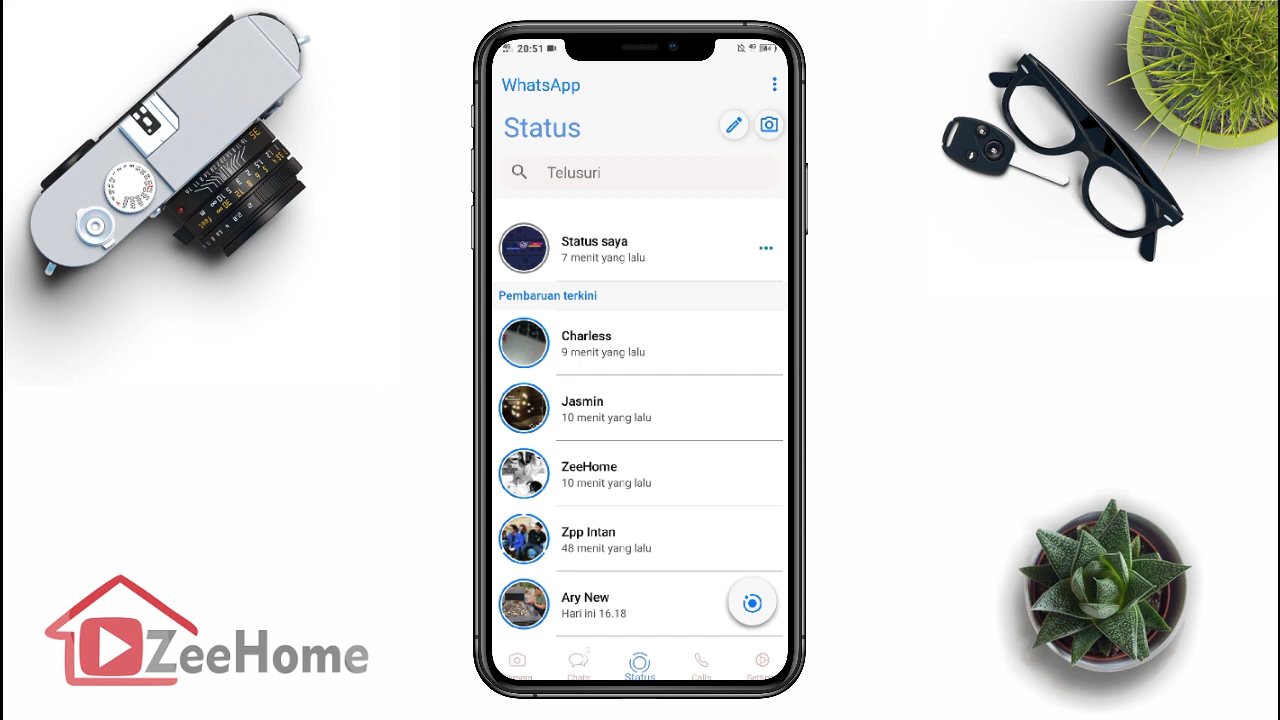 20:51
WhatsApp
Status
Telusuri
Status saya
7 menit yang lalu
Pembaruan terkini
Charless
9 menit yang lalu
Jasmin
10 menit yang lalu
ZeeHome
10 menit yang lalu
Zpp Intan
48 menit yang lalu
Ary New
Hari ini 16.18
3
Chats
Status
Calls
ZeeHome